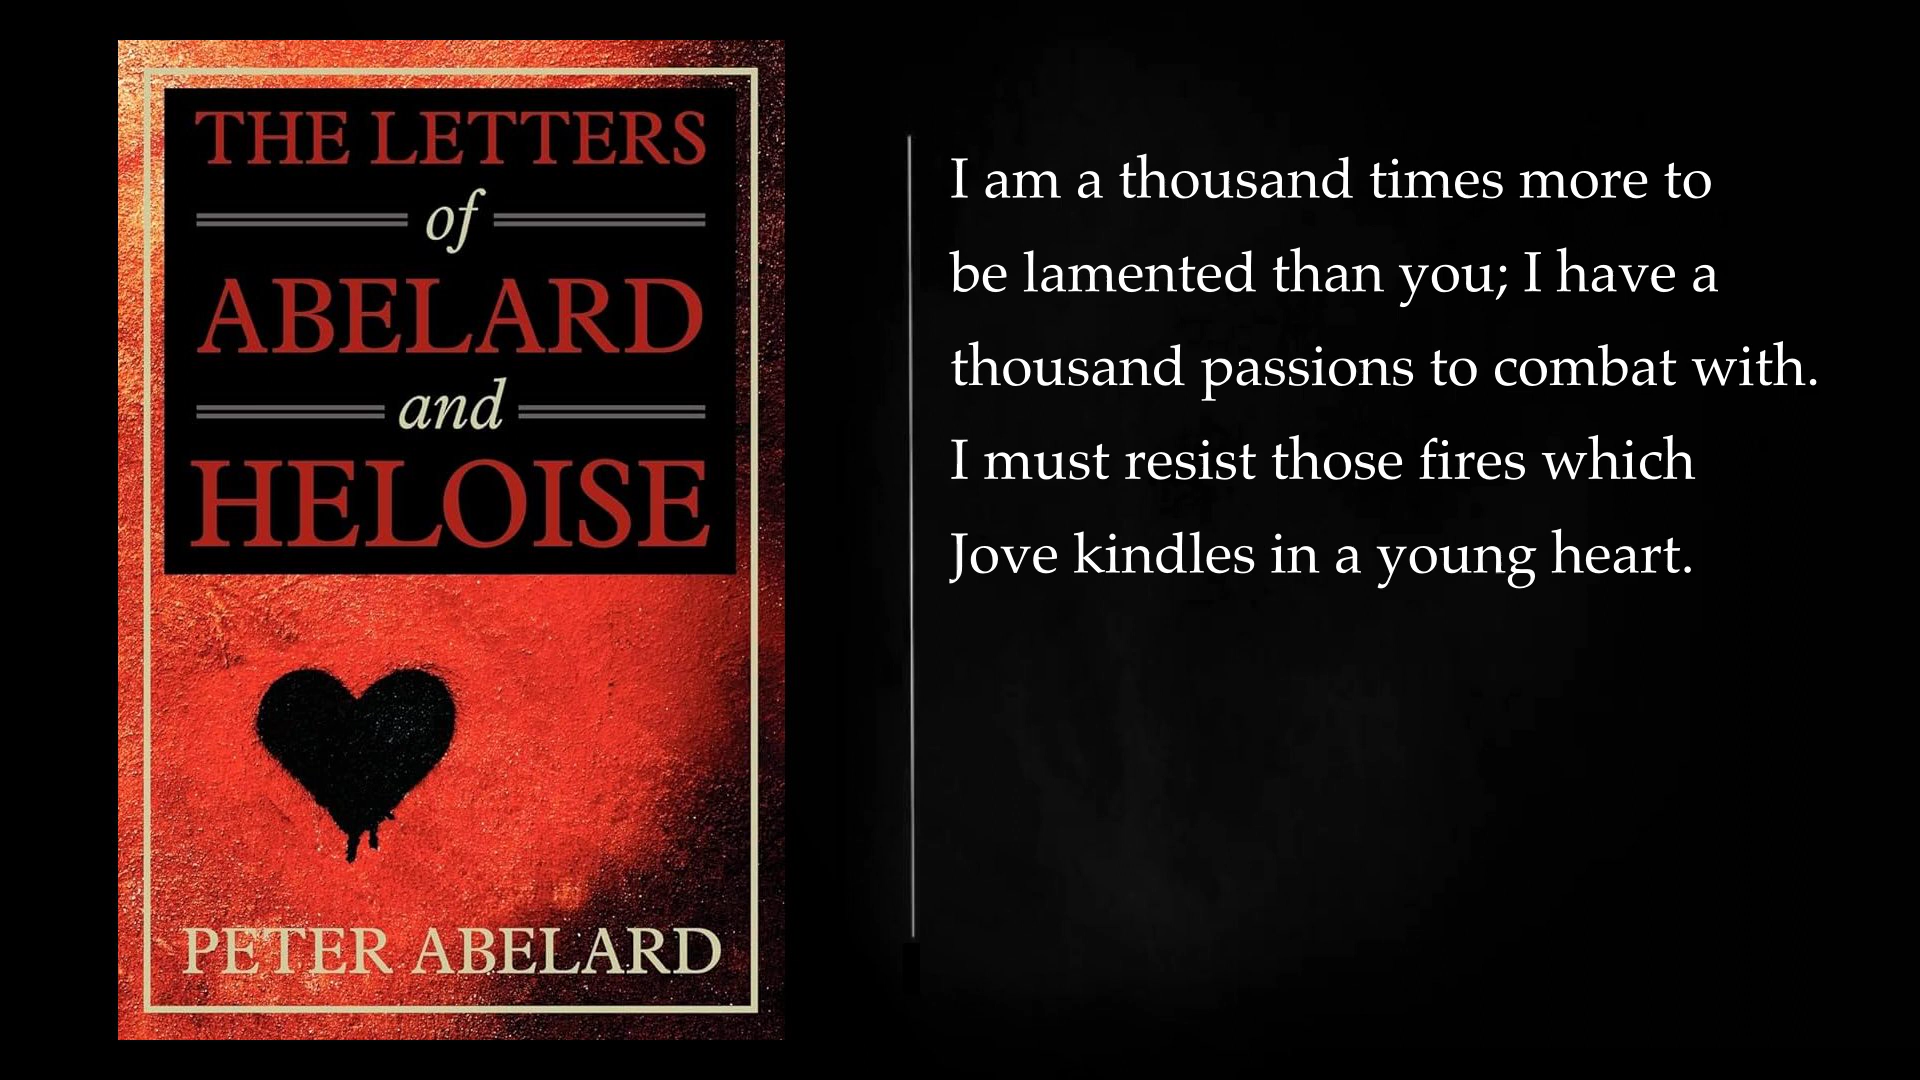 THE LETTERS
of
ABELARD
and
HELOISE
PETER ABELARD
I am a thousand times more to
be lamented than you; I have a
thousand passions to combat with.
I must resist those fires which
Jove kindles in a young heart.